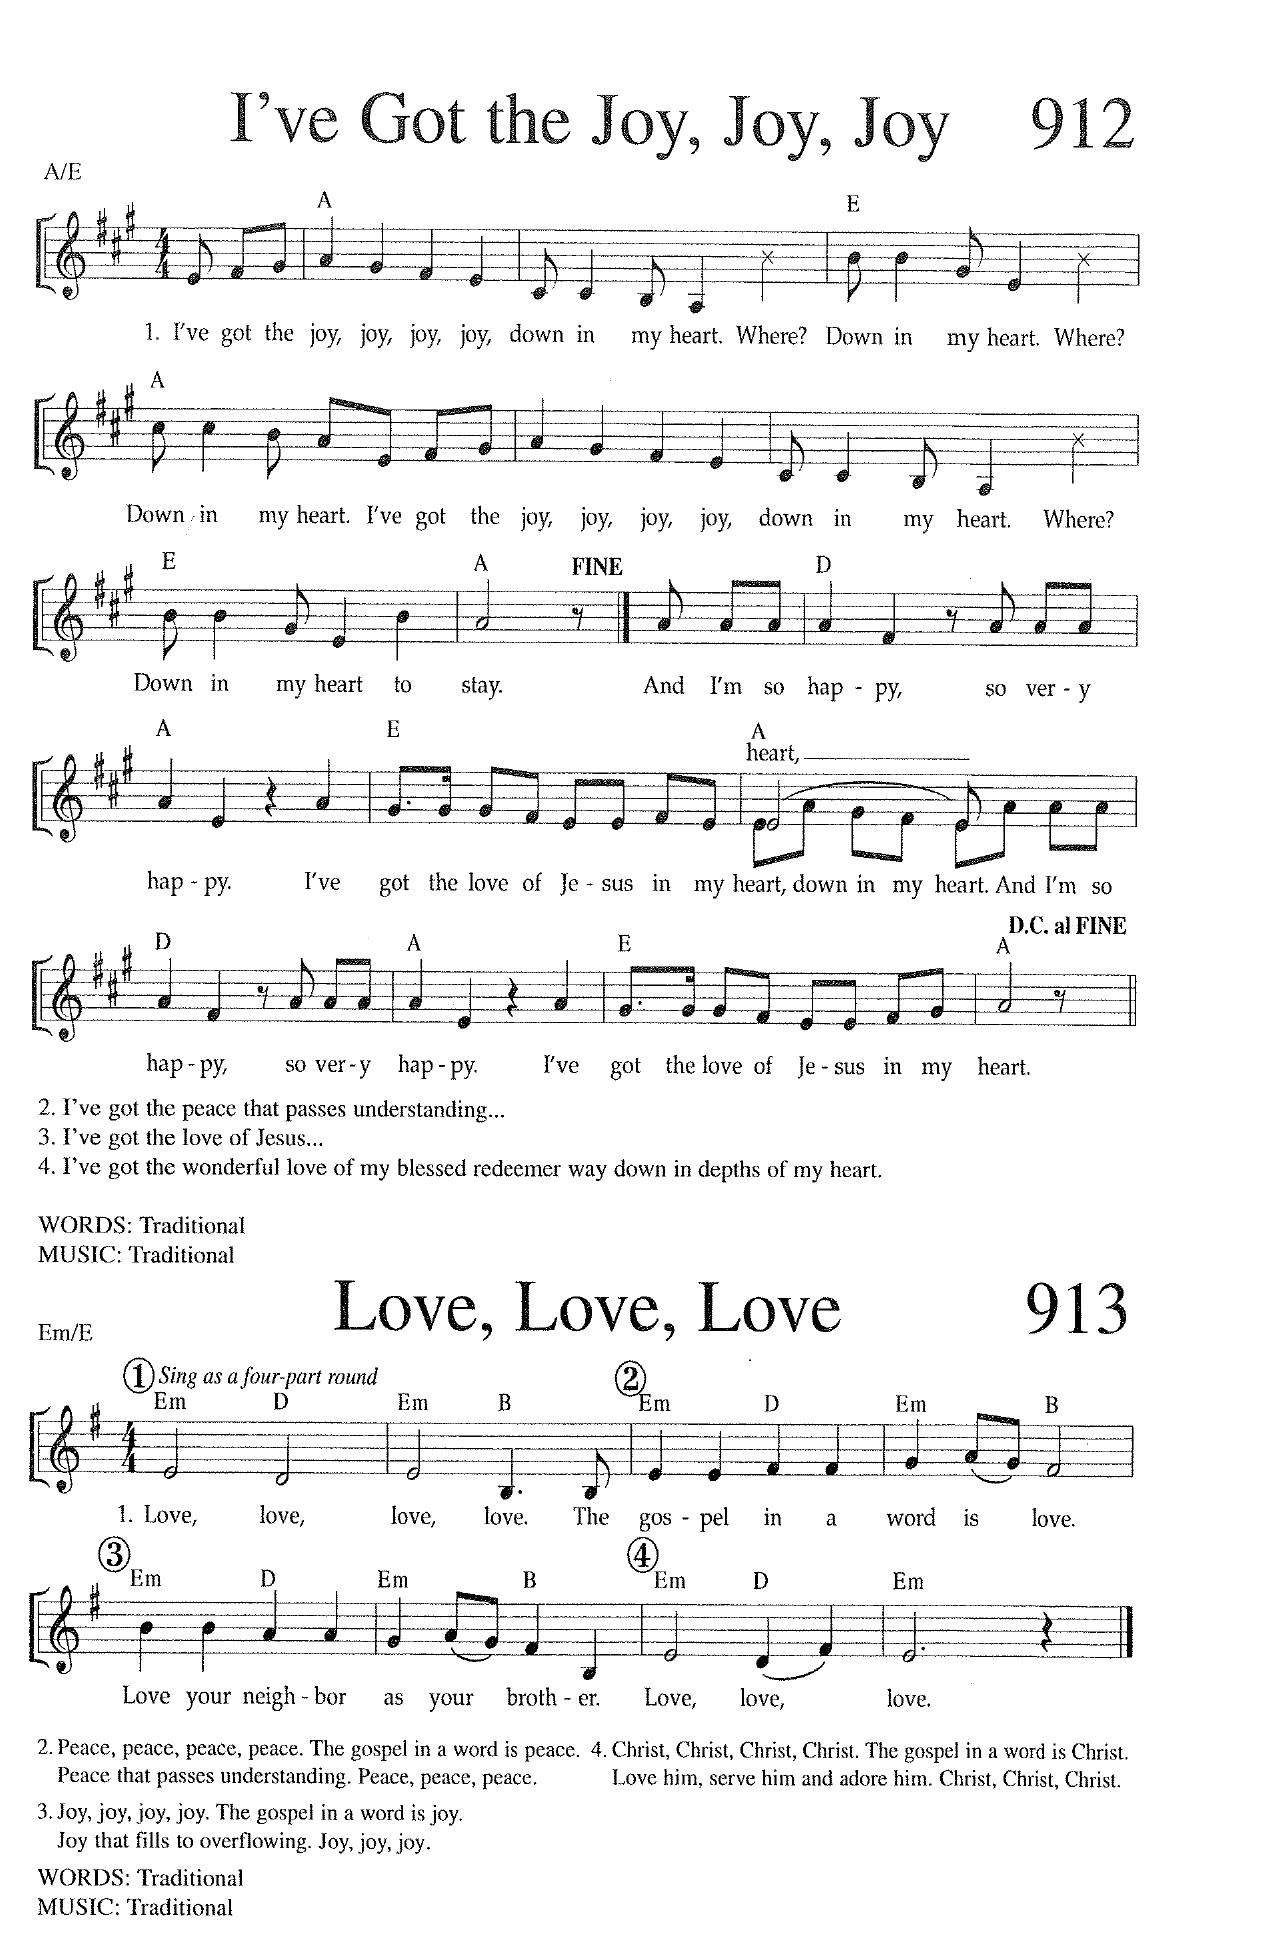 I've Got the Joy, Joy, Joy 912
A/E
A E
1. I've got the joy, joy, joy, joy, down in my heart. Where? Down in my heart. Where?
A
Down in my heart. I've got the joy, joy, joy, joy, down in my heart. Where?
E A FINE D
Down in my heart to stay. And I'm so hap - py, so ver - y
A E A
heart,
hap - py. I've got the love of Je - sus in my heart, down in my heart. And I'm so
D.C. al FINE
D A E A
hap - py, so ver - y hap - py. I've got the love of Je - sus in my heart.
2. I've got the peace that passes understanding...
3. I've got the love of Jesus...
4. I've got the wonderful love of my blessed redeemer way down in depths of my heart.
WORDS: Traditional
MUSIC: Traditional
Love, Love, Love 913
Em/E
1 Sing as a four-part round 2
Em D Em B Em D Em B
1. Love, love, love, love. The gos - pel in a word is love.
3 4
Em D Em B Em D Em
Love your neigh - bor as your broth - er. Love, love, love.
2. Peace, peace, peace, peace. The gospel in a word is peace.
Peace that passes understanding. Peace, peace, peace.
3. Joy, joy, joy, joy. The gospel in a word is joy.
Joy that fills to overflowing. Joy, joy, joy.
4. Christ, Christ, Christ, Christ. The gospel in a word is Christ.
Love him, serve him and adore him. Christ, Christ, Christ.
WORDS: Traditional
MUSIC: Traditional